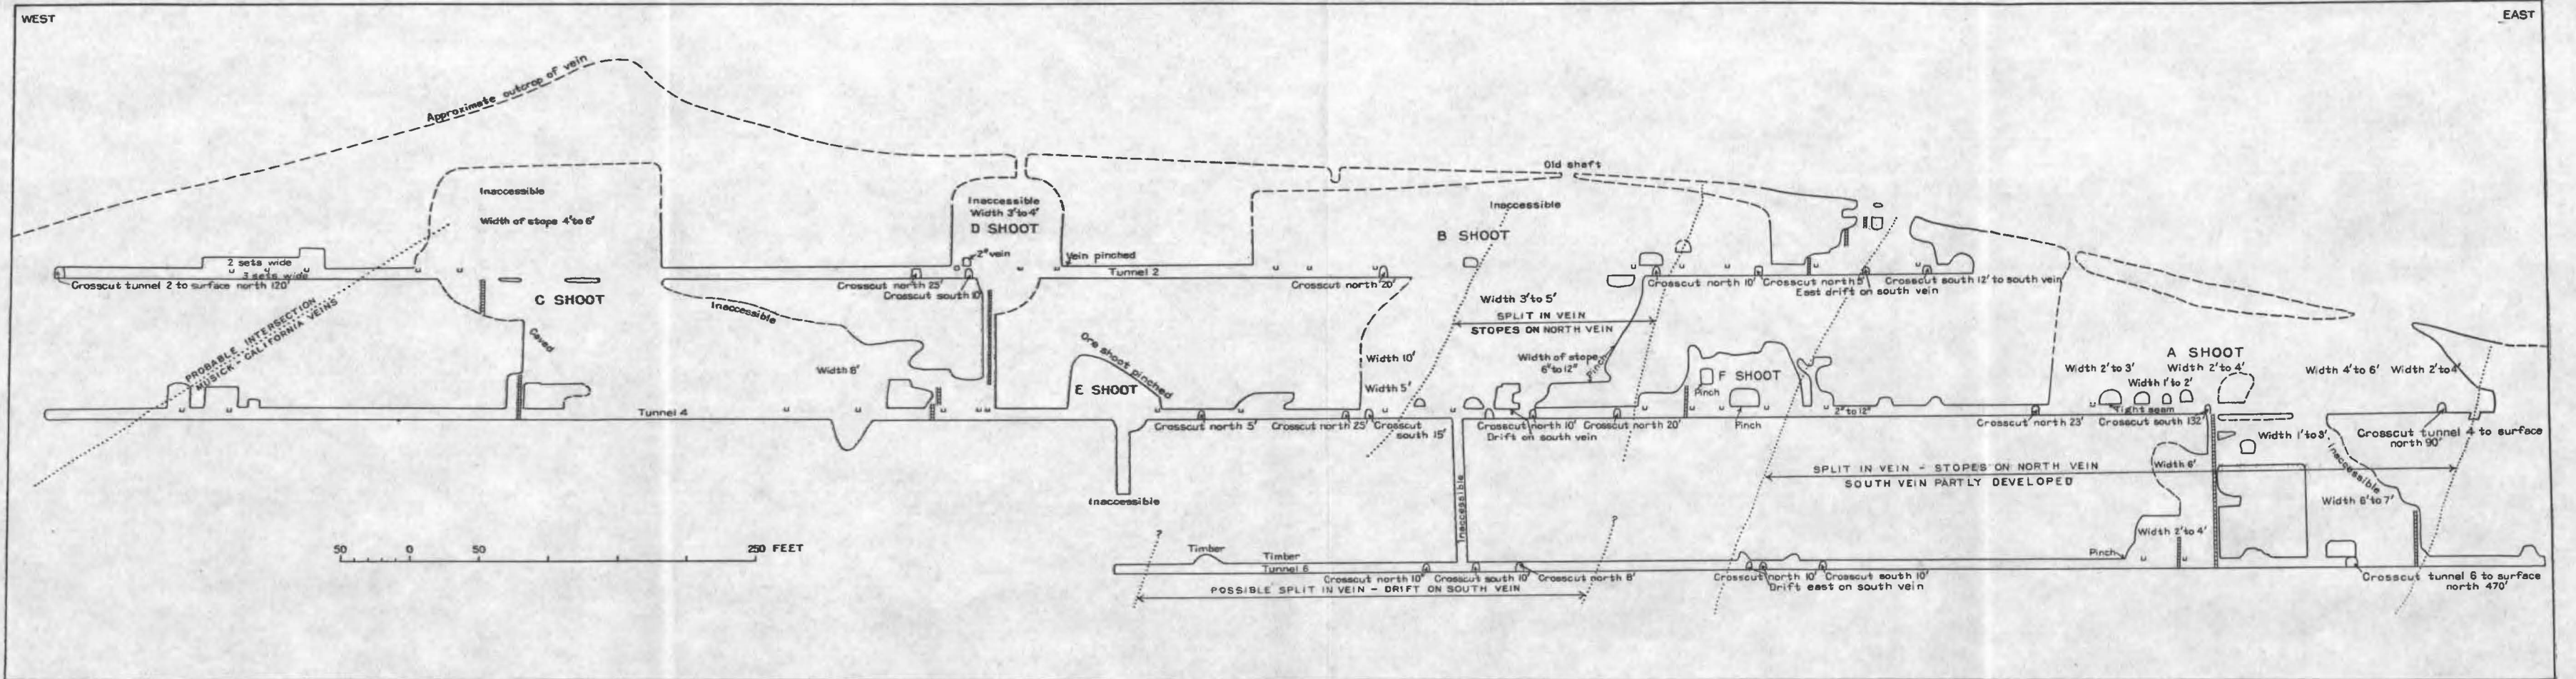 WEST
EAST
Approximate outcrop of vein
Inaccessible
Width of stope 4' to 6'
Inaccessible
Width 3' to 4'
D SHOOT
2" vein
Vein pinched
Old shaft
Inaccessible
B SHOOT
2 sets wide
3 sets wide
Crosscut tunnel 2 to surface north 120'
C SHOOT
Caved
Inaccessible
Crosscut north 25'
Crosscut south 10'
Tunnel 2
Crosscut north 20'
Width 3' to 5'
SPLIT IN VEIN
STOPES ON NORTH VEIN
Crosscut north 10'
Crosscut north 5'
East drift on south vein
Crosscut south 12' to south vein
PROBABLE INTERSECTION
MUSICK - CALIFORNIA VEINS
Width 8'
Ore shoot pinched
E SHOOT
Width 10'
Width 5'
Width of stope
6" to 12"
Pinch
F SHOOT
Pinch
Pinch
2" to 12"
A SHOOT
Width 2' to 3'
Width 2' to 4'
Width 1' to 2'
Width 4' to 6'
Width 2' to 4'
Tight seam
Tunnel 4
Crosscut north 5'
Crosscut north 25'
Crosscut
south 15'
Crosscut north 10'
Drift on south vein
Crosscut north 20'
Crosscut north 23'
Crosscut south 132'
Width 1' to 3'
Crosscut tunnel 4 to surface
north 90'
Inaccessible
Inaccessible
SPLIT IN VEIN - STOPES ON NORTH VEIN
SOUTH VEIN PARTLY DEVELOPED
Width 6'
Inaccessible
Width 6' to 7'
Width 2' to 4'
Pinch
50 0 50 250 FEET
?
?
Timber
Timber
Tunnel 6
Crosscut north 10'
Crosscut south 10'
Crosscut north 8'
POSSIBLE SPLIT IN VEIN - DRIFT ON SOUTH VEIN
Crosscut north 10'
Crosscut south 10'
Drift east on south vein
Crosscut tunnel 6 to surface
north 470'